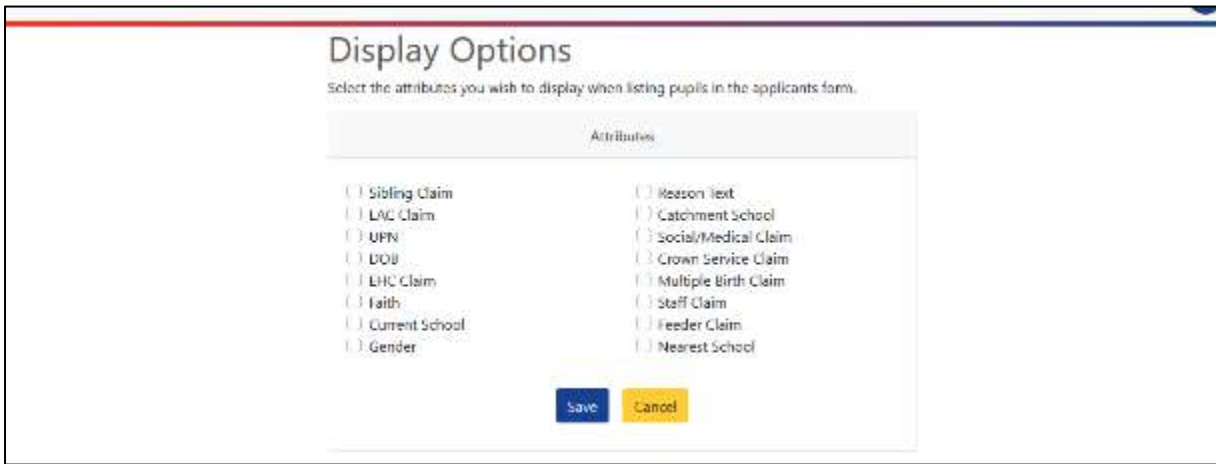 Display Options
Select the attributes you wish to display when listing pupils in the applicants form.
Attributes
Sibling Claim
LAC Claim
UPN
DOB
EHC Claim
Faith
Current School
Gender
Reason Text
Catchment School
Social/Medical Claim
Crown Service Claim
Multiple Birth Claim
Staff Claim
Feeder Claim
Nearest School
Save
Cancel